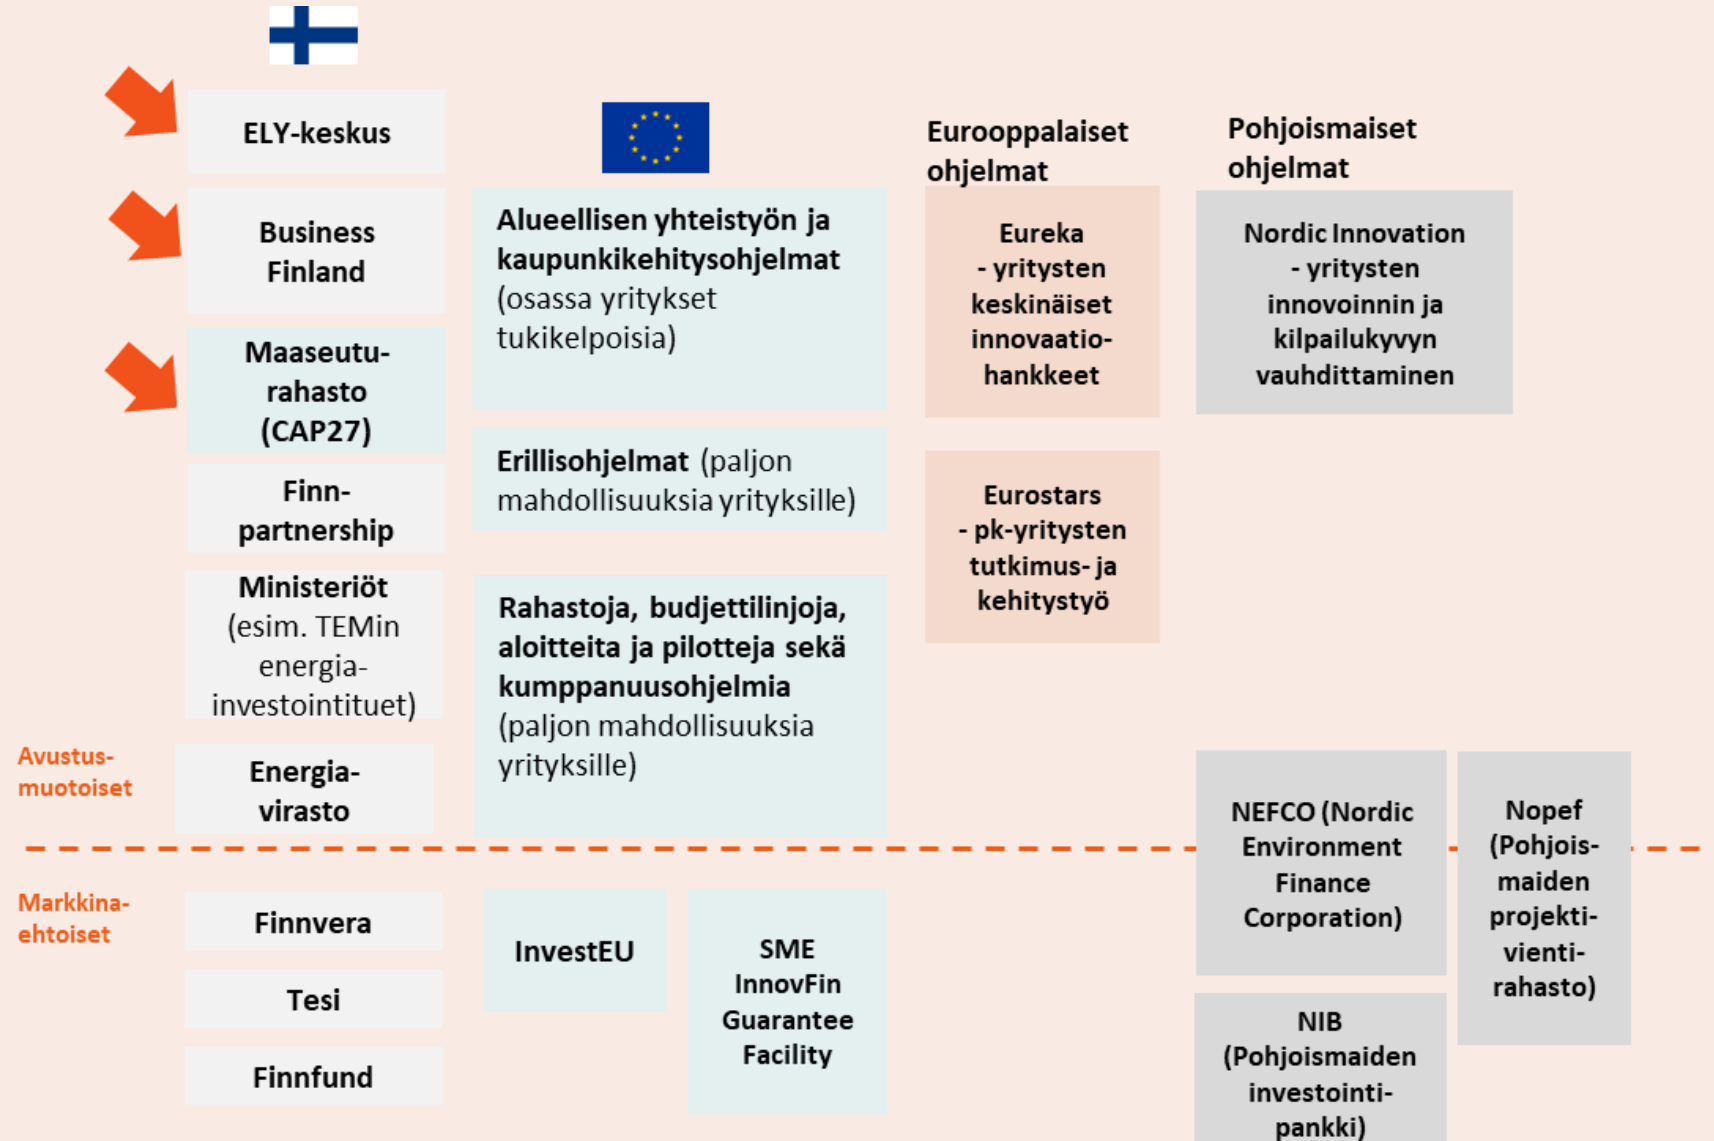 ELY-keskus
Business
Finland
Maaseutu-
rahasto
(CAP27)
Finn-
partnership
Ministeriöt
(esim. TEMin
energia-
investointituet)
Avustus-
muotoiset
Energia-
virasto
Markkina-
ehtoiset
Finnvera
Tesi
Finnfund
Alueellisen yhteistyön ja
kaupunkikehitysohjelmat
(osassa yritykset
tukikelpoisia)
Erillisohjelmat (paljon
mahdollisuuksia yrityksille)
Rahastoja, budjettilinjoja,
aloitteita ja pilotteja sekä
kumppanuusohjelmia
(paljon mahdollisuuksia
yrityksille)
InvestEU
SME
InnovFin
Guarantee
Facility
Eurooppalaiset
ohjelmat
Eureka
- yritysten
keskinäiset
innovaatio-
hankkeet
Eurostars
- pk-yritysten
tutkimus- ja
kehitystyö
Pohjoismaiset
ohjelmat
Nordic Innovation
- yritysten
innovoinnin ja
kilpailukyvyn
vauhdittaminen
NEFCO (Nordic
Environment
Finance
Corporation)
NIB
(Pohjoismaiden
investointi-
pankki)
Nopef
(Pohjois-
maiden
projekti-
vienti-
rahasto)